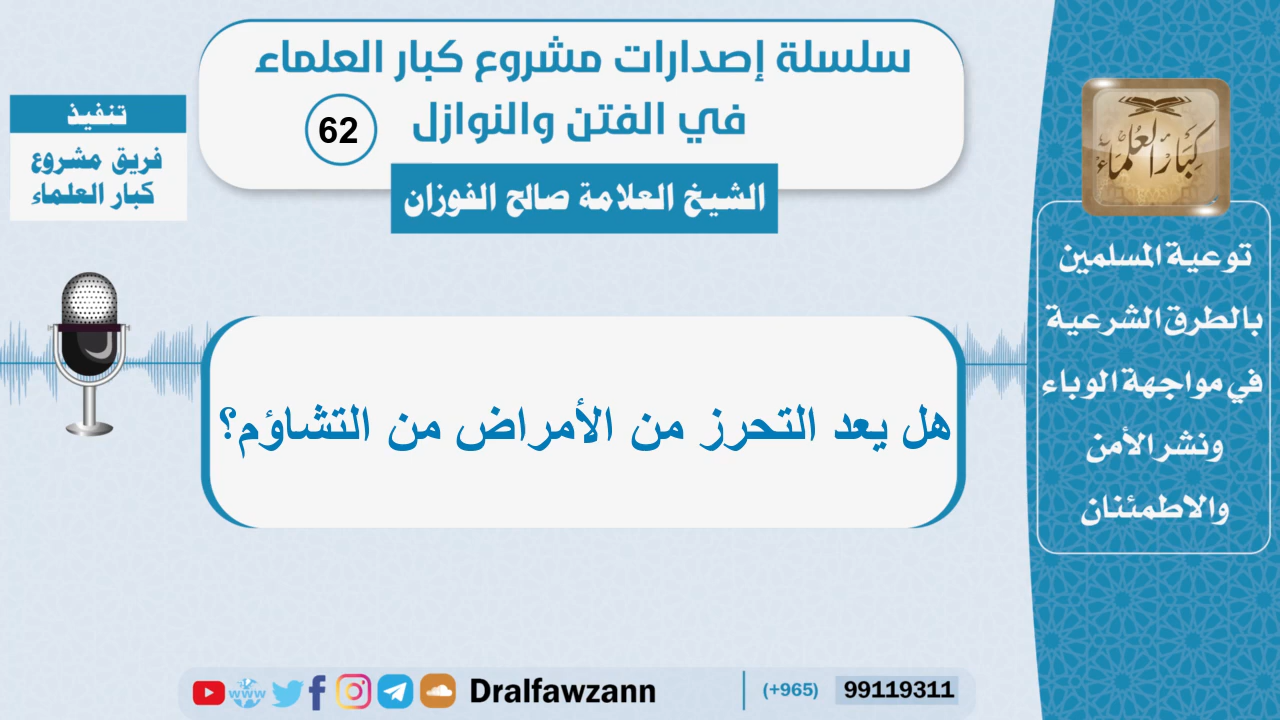 سلسلة إصدارات مشروع كبار العلماء
في الفتن والنوازل
62
الشيخ العلامة صالح الفوزان
تنفيذ
فريق مشروع
كبار العلماء
كبار العلماء
توعية المسلمين
بالطرق الشرعية
في مواجهة الوباء
ونشر الأمن
والاطمئنان
هل يعد التحرز من الأمراض من التشاؤم؟
www
Dralfawzann
(+965) 99119311